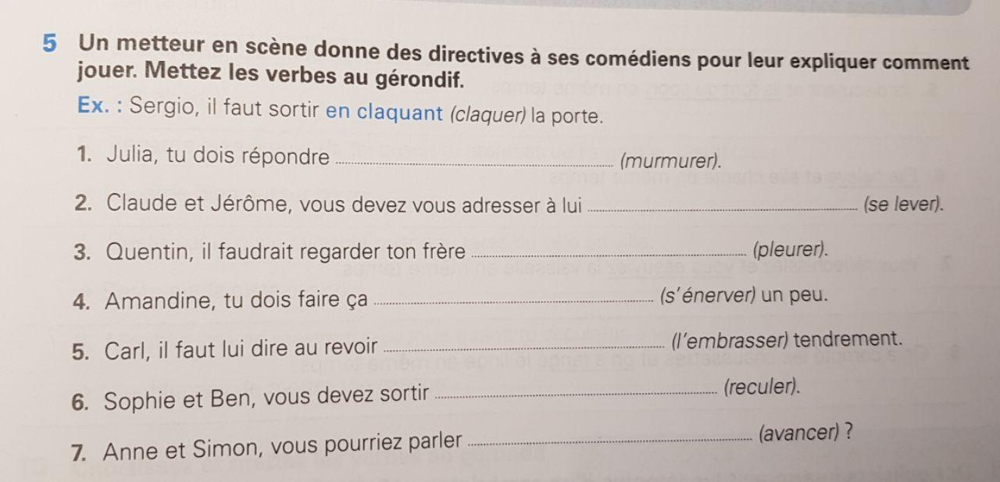 5 Un metteur en scène donne des directives à ses comédiens pour leur expliquer comment
jouer. Mettez les verbes au gérondif.
Ex. : Sergio, il faut sortir en claquant (claquer) la porte.
1. Julia, tu dois répondre (murmurer).
2. Claude et Jérôme, vous devez vous adresser à lui (se lever).
3. Quentin, il faudrait regarder ton frère (pleurer).
4. Amandine, tu dois faire ça (s'énerver) un peu.
5. Carl, il faut lui dire au revoir (l'embrasser) tendrement.
6. Sophie et Ben, vous devez sortir (reculer).
7. Anne et Simon, vous pourriez parler (avancer) ?